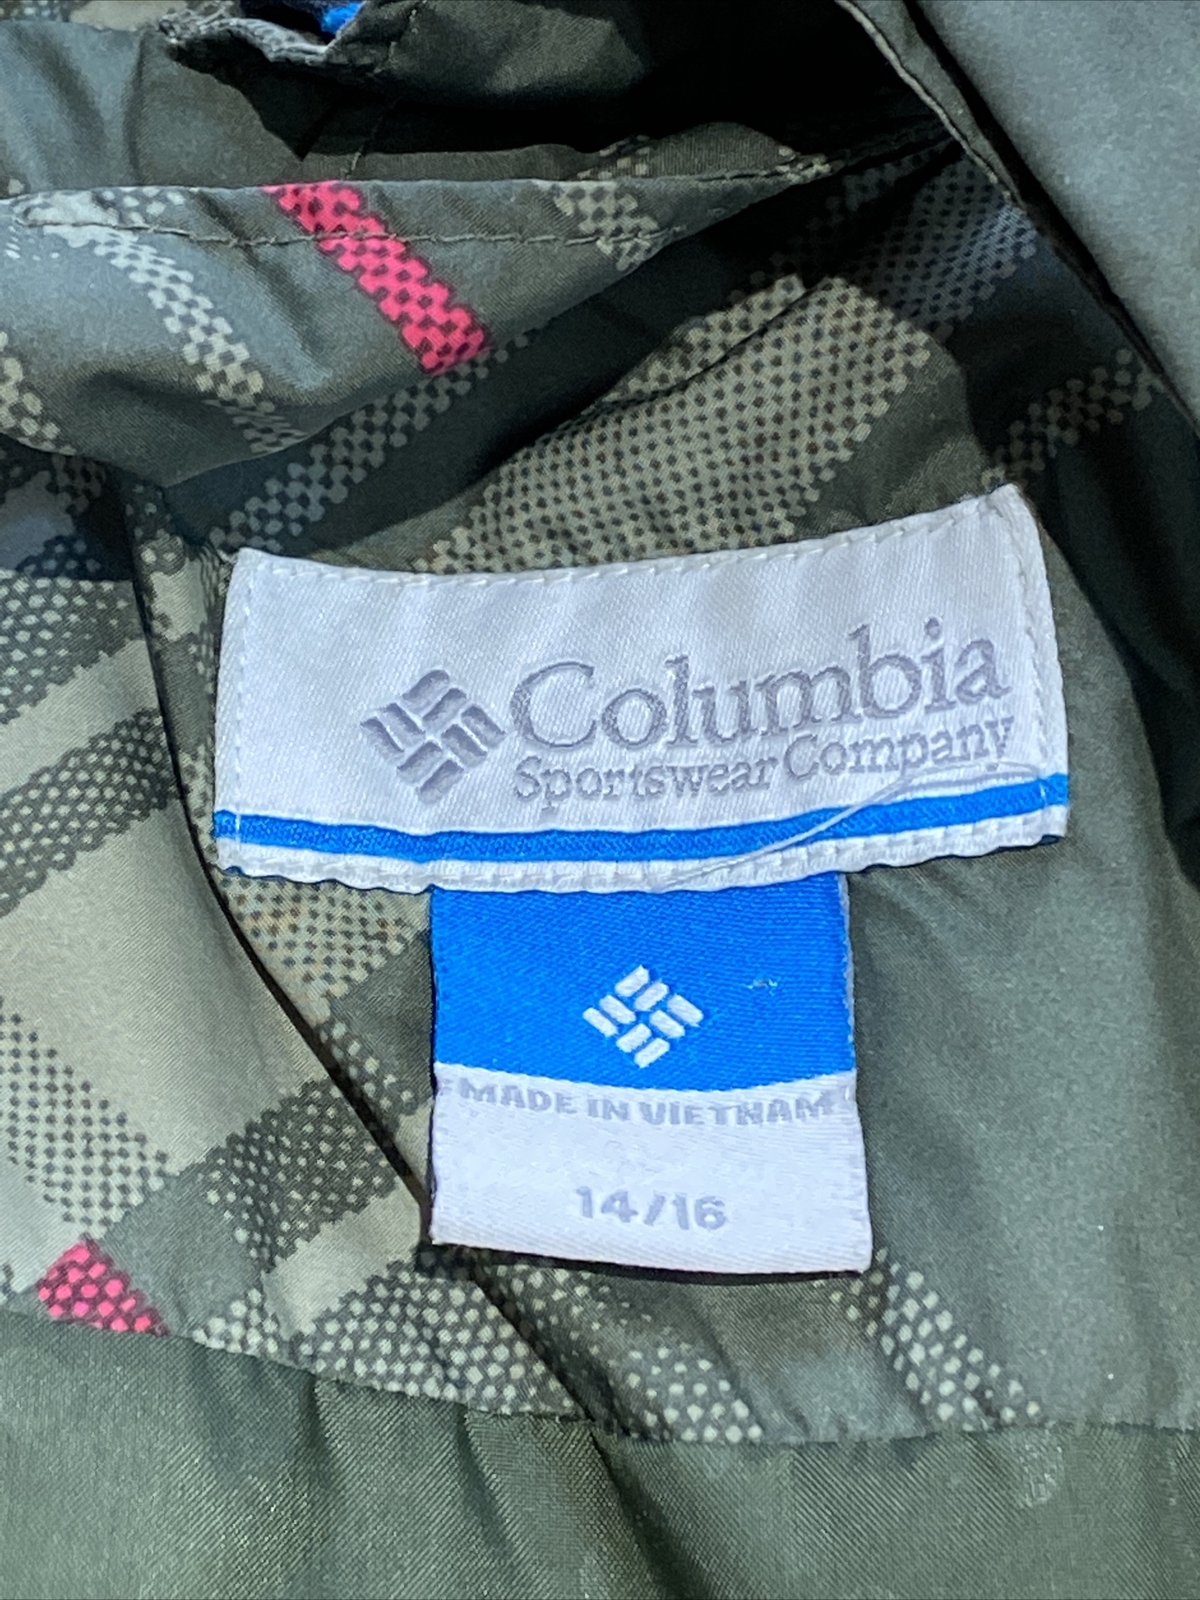 Columbia
Sportswear Company
MADE IN VIETNAM
14/16